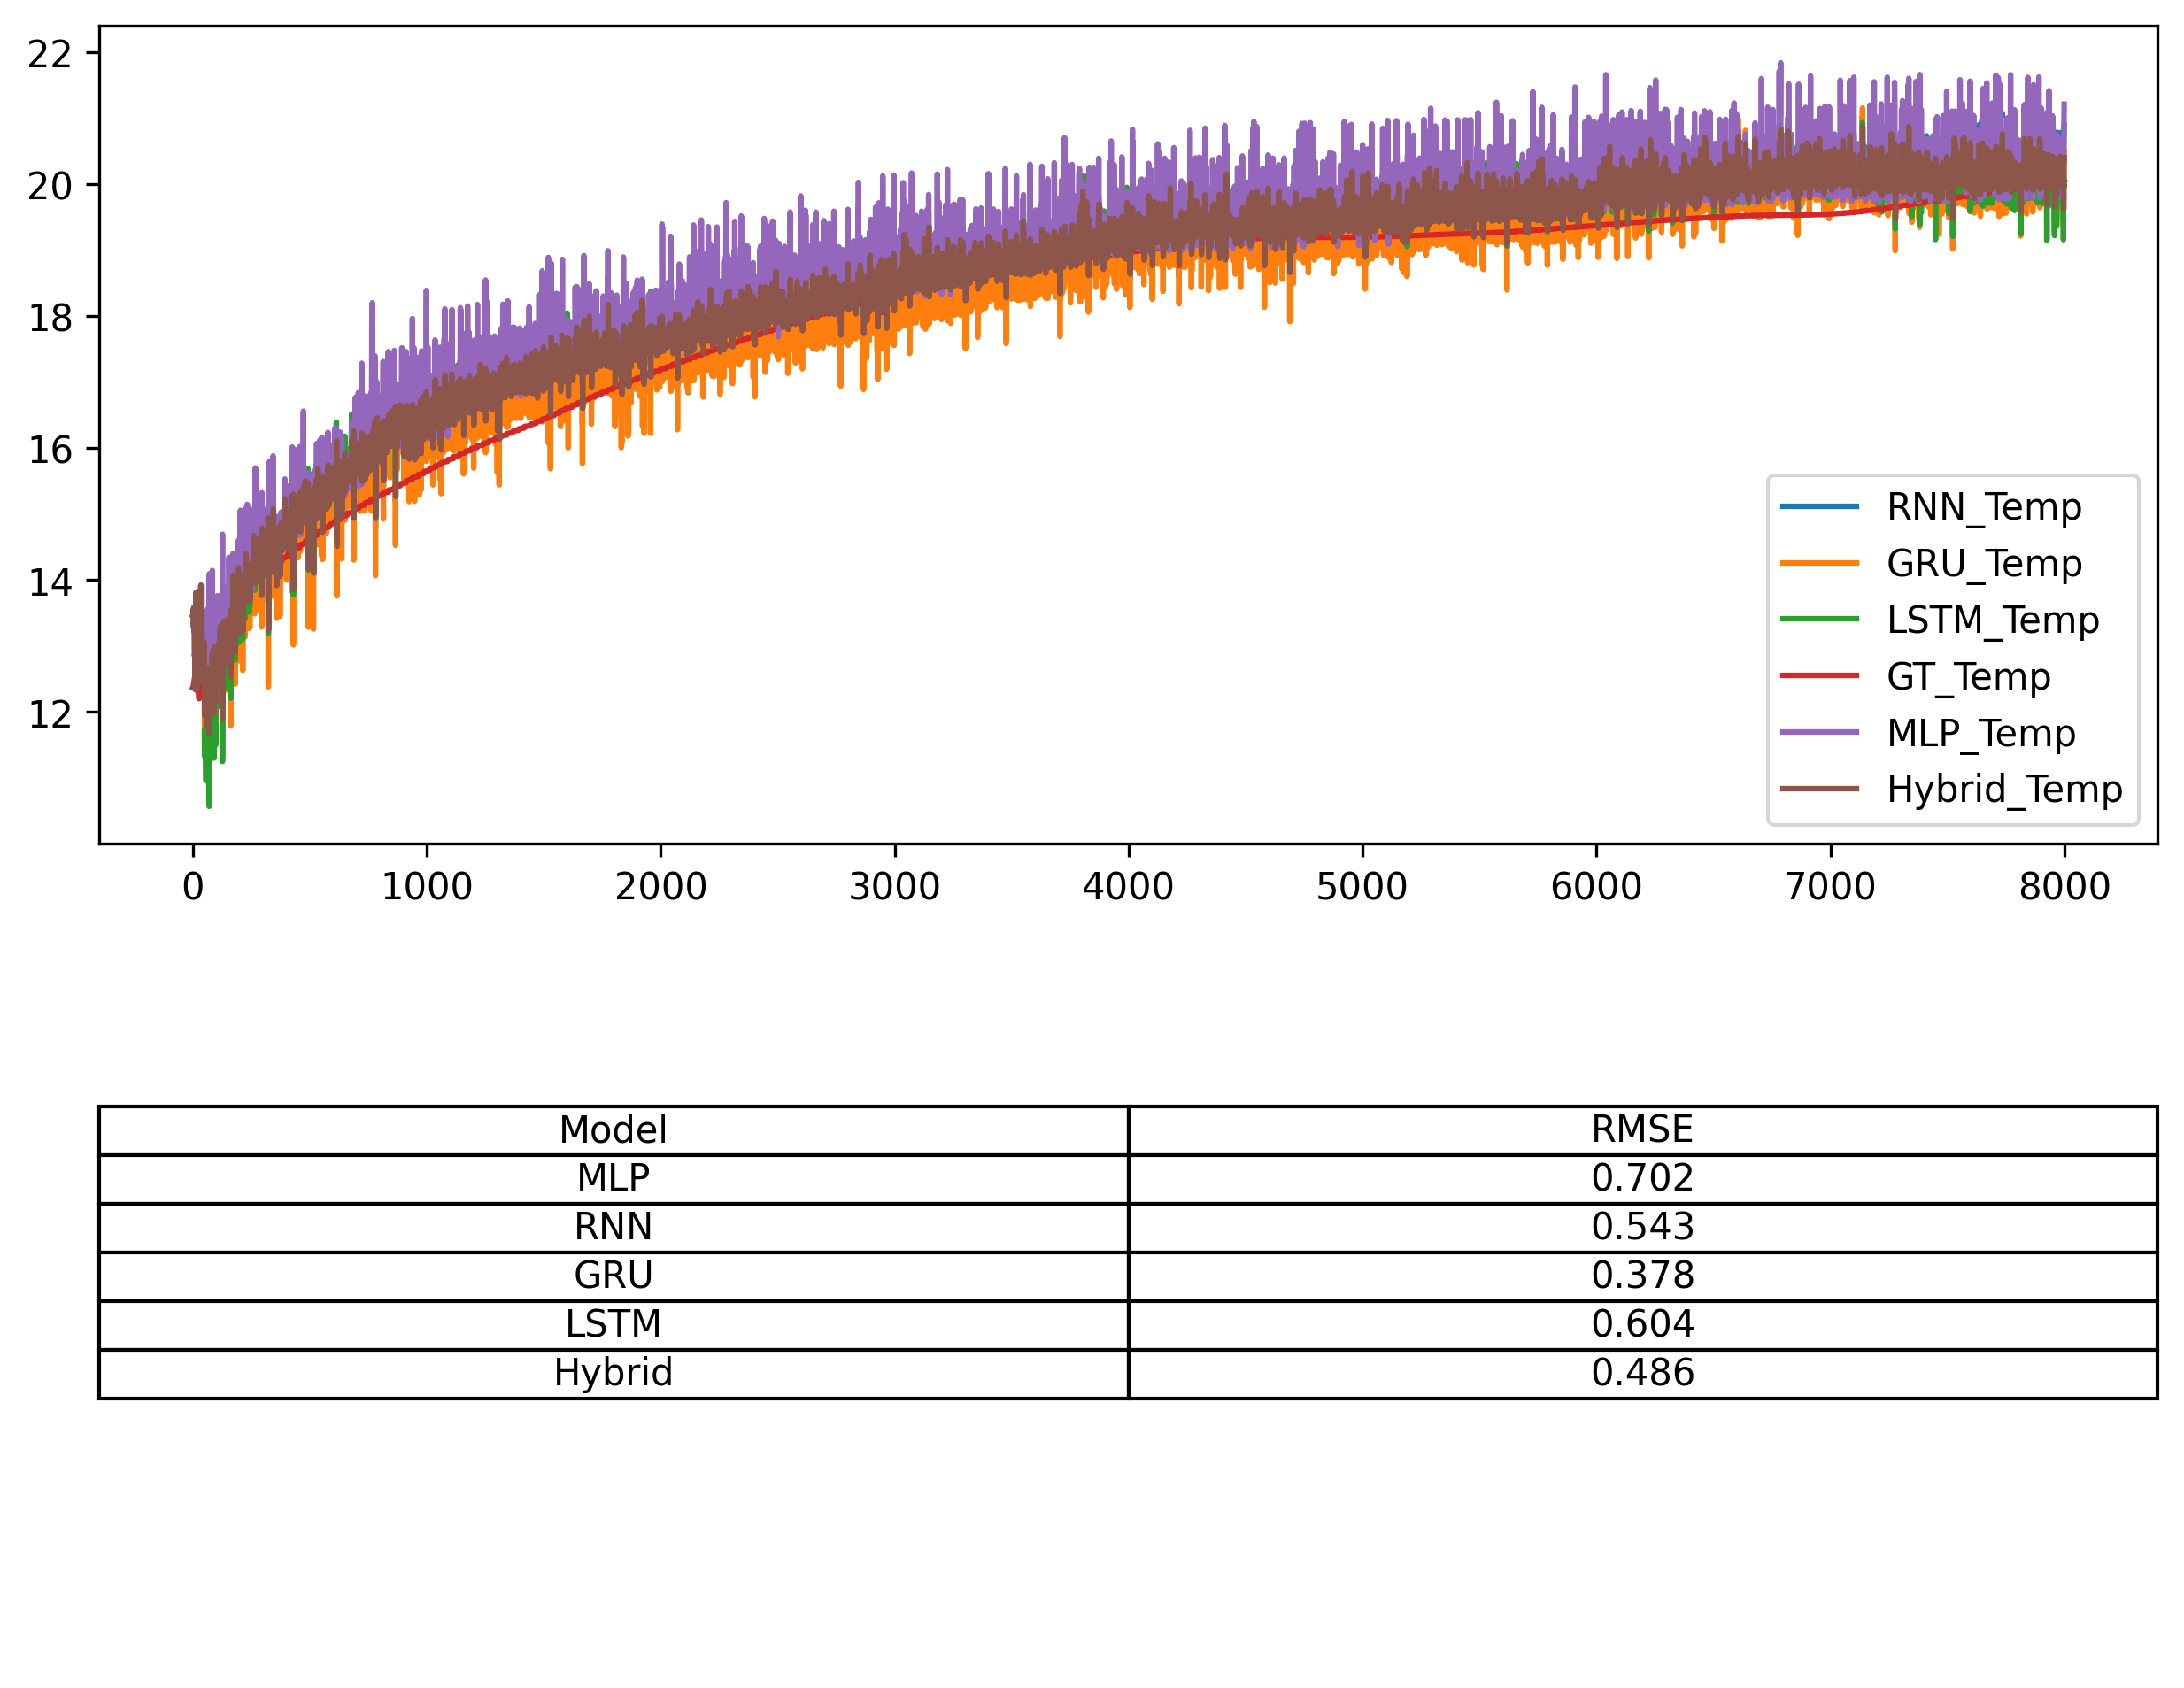 22
20
18
16
14
12
RNN_Temp
GRU_Temp
LSTM_Temp
GT_Temp
MLP_Temp
Hybrid_Temp
0 1000 2000 3000 4000 5000 6000 7000 8000
Model RMSE
MLP 0.702
RNN 0.543
GRU 0.378
LSTM 0.604
Hybrid 0.486